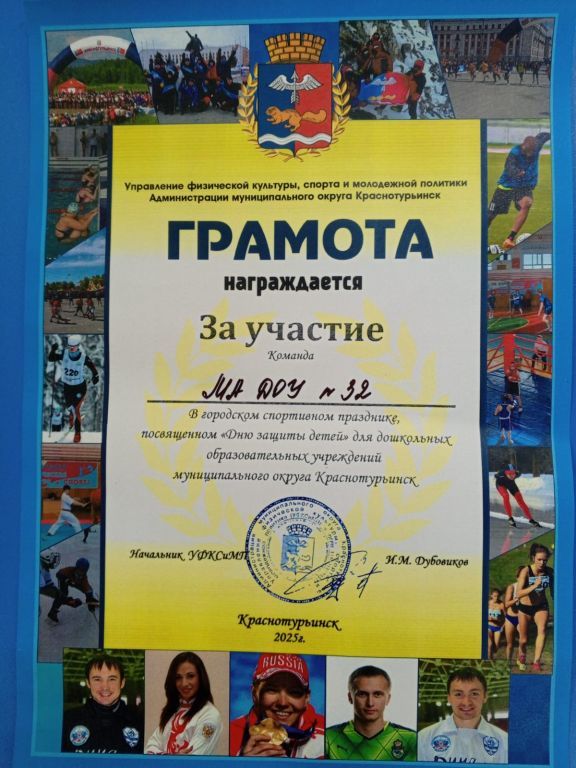 Управление физической культуры, спорта и молодежной политики
Администрации муниципального округа Краснотурьинск
ГРАМОТА
награждается
За участие
Команда
МА ДОУ № 32
В городском спортивном празднике,
посвященном «Дню защиты детей» для дошкольных
образовательных учреждений
муниципального округа Краснотурьинск
Начальник УФКСиМП
И.М. Дубовиков
Краснотурьинск
2025г.
220
RUSSIA